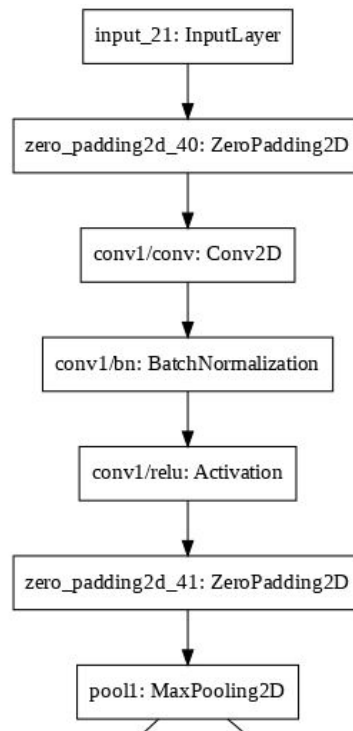 input_21: InputLayer
zero_padding2d_40: ZeroPadding2D
conv1/conv: Conv2D
conv1/bn: BatchNormalization
conv1/relu: Activation
zero_padding2d_41: ZeroPadding2D
pool1: MaxPooling2D